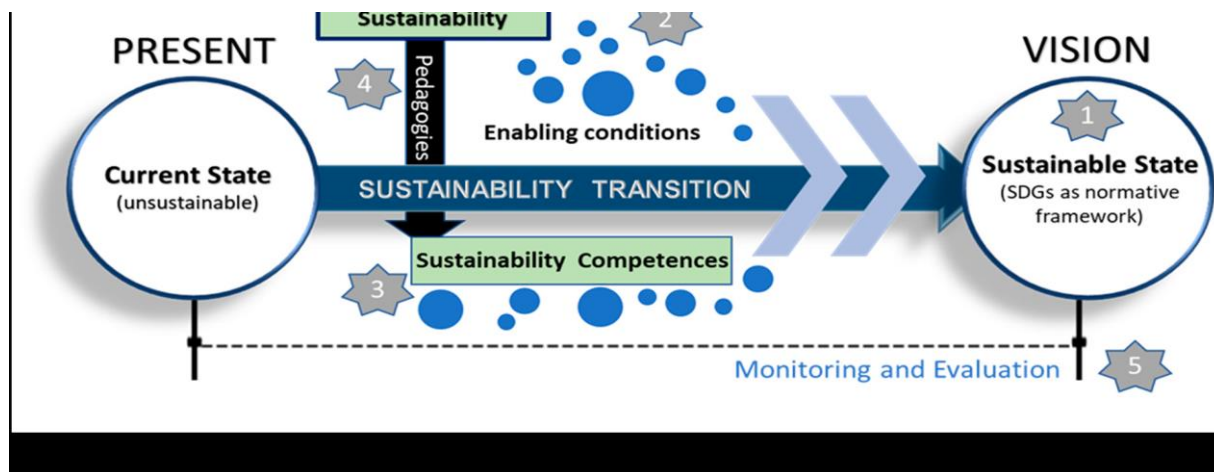 Sustainability
2
PRESENT
VISION
4
Pedagogies
1
Enabling conditions
Current State
(unsustainable)
SUSTAINABILITY TRANSITION
Sustainable State
(SDGs as normative
framework)
Sustainability Competences
3
Monitoring and Evaluation
5